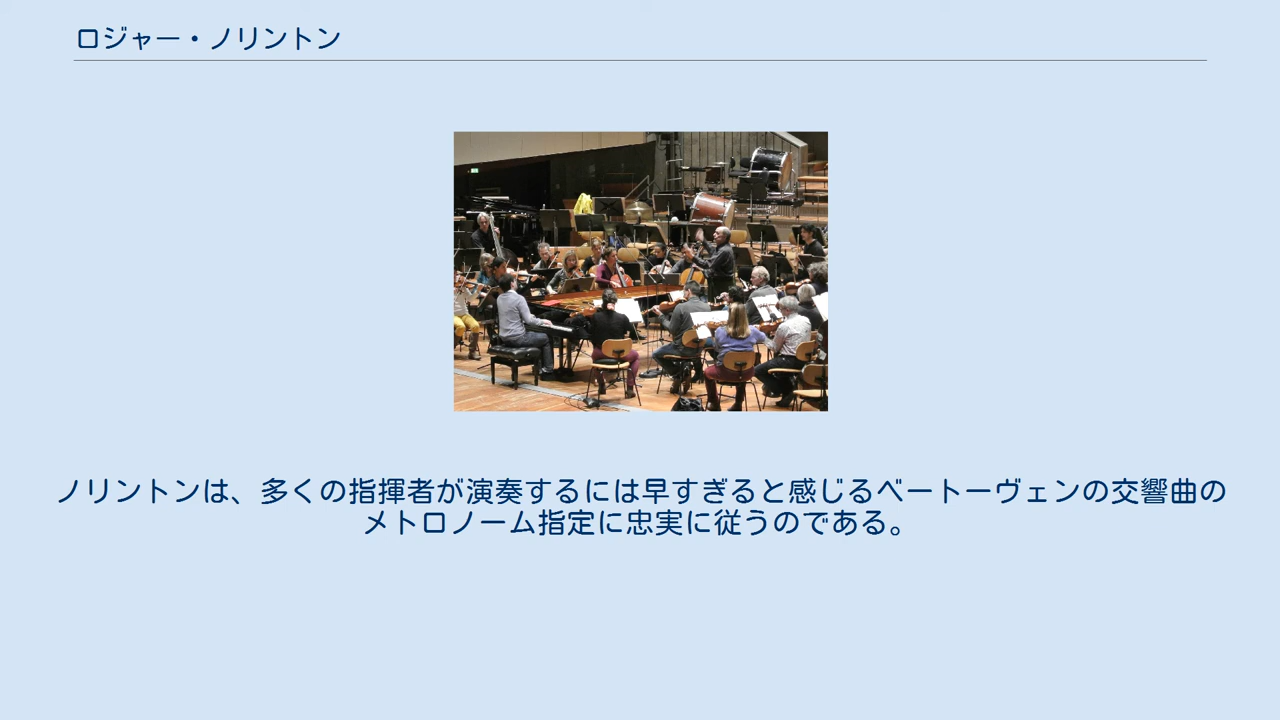 ロジャー・ノリントン
ノリントンは、多くの指揮者が演奏するには早すぎると感じるベートーヴェンの交響曲の
メトロノーム指定に忠実に従うのである。